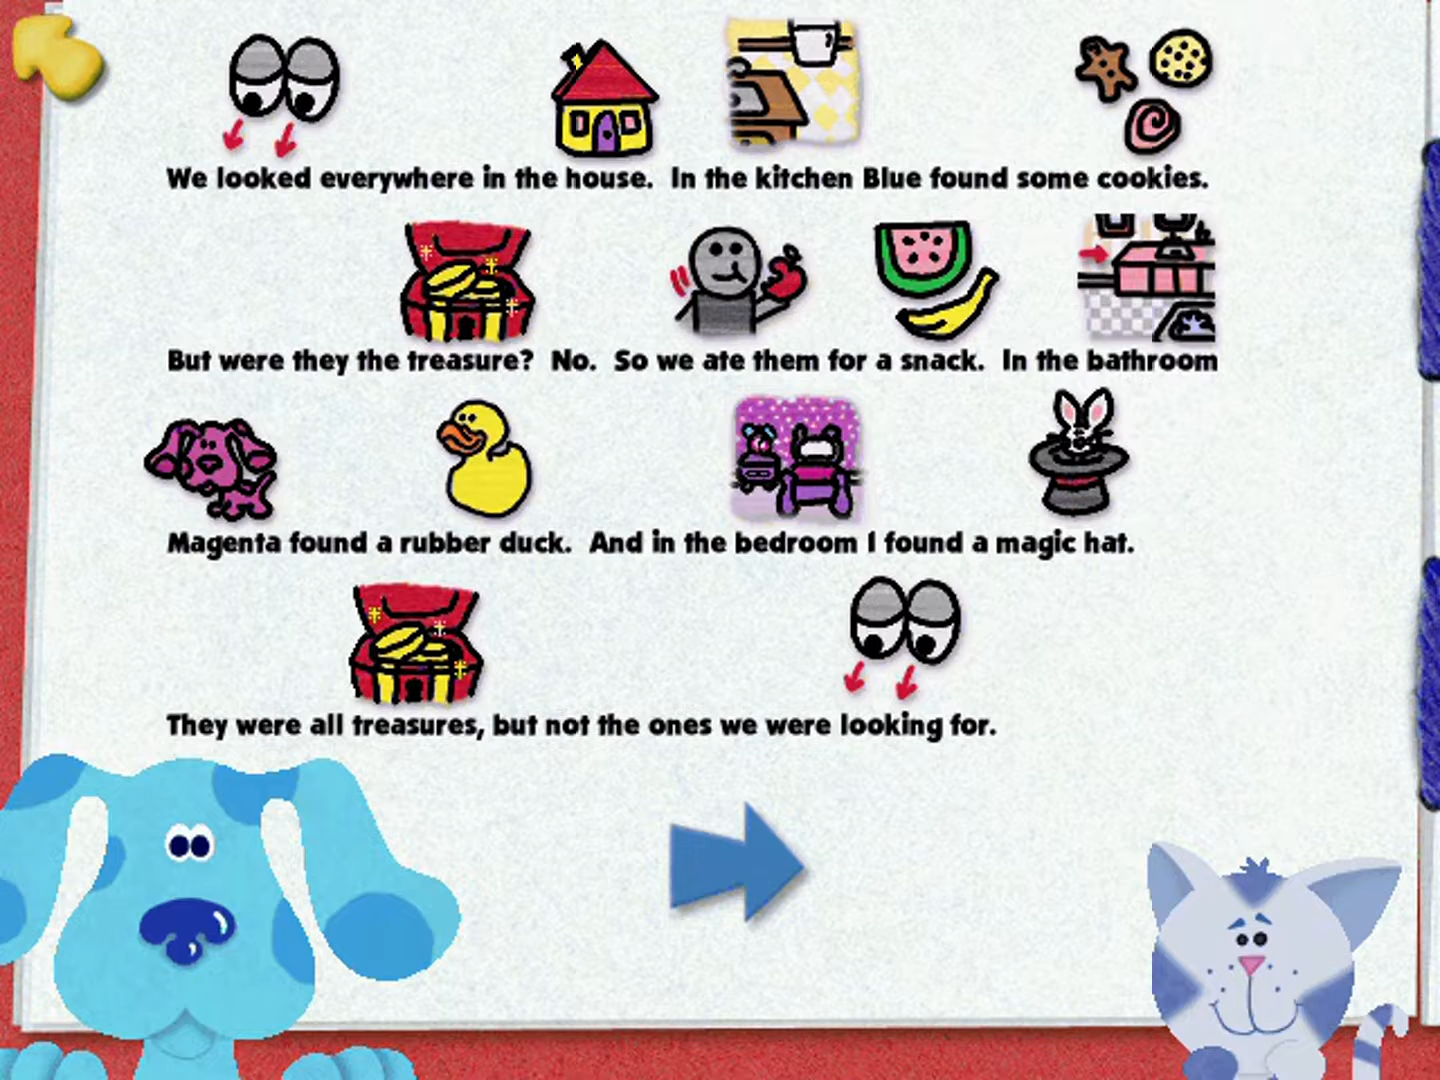 We looked everywhere in the house. In the kitchen Blue found some cookies.
But were they the treasure? No. So we ate them for a snack. In the bathroom
Magenta found a rubber duck. And in the bedroom I found a magic hat.
They were all treasures, but not the ones we were looking for.